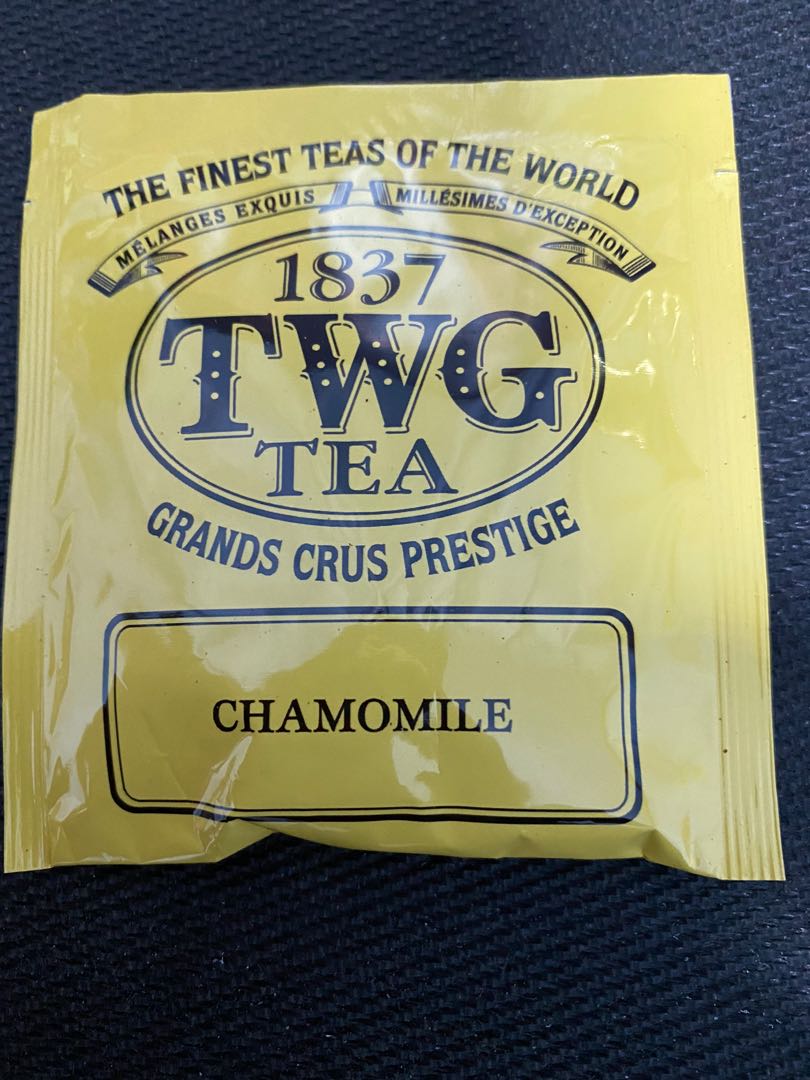 THE FINEST TEAS OF THE WORLD
MÉLANGES EXQUIS MILLÉSIMES D'EXCEPTION
1837
TWG
TEA
GRANDS CRUS PRESTIGE
CHAMOMILE